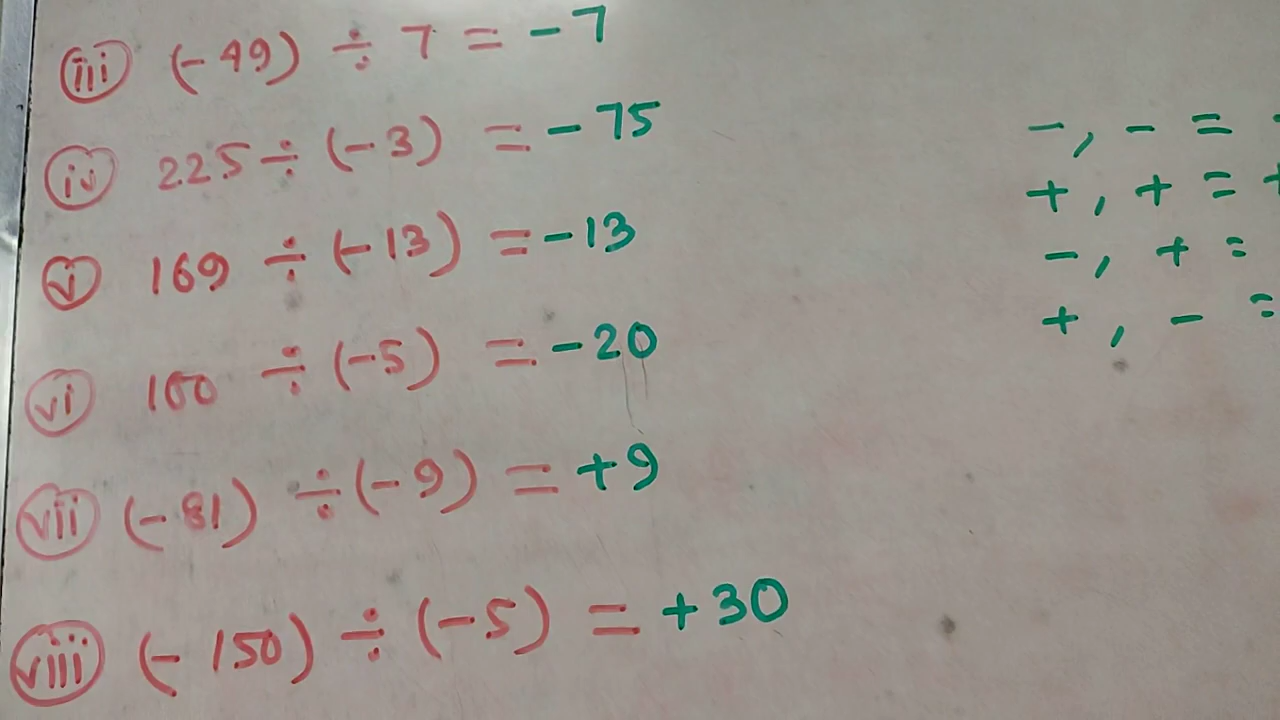 (iii) (-49) ÷ 7 = -7
(iv) 225 ÷ (-3) = -75
(v) 169 ÷ (-13) = -13
(vi) 100 ÷ (-5) = -20
(vii) (-81) ÷ (-9) = +9
(viii) (-150) ÷ (-5) = +30
-, - =
+, + = +
-, + =
+, - =